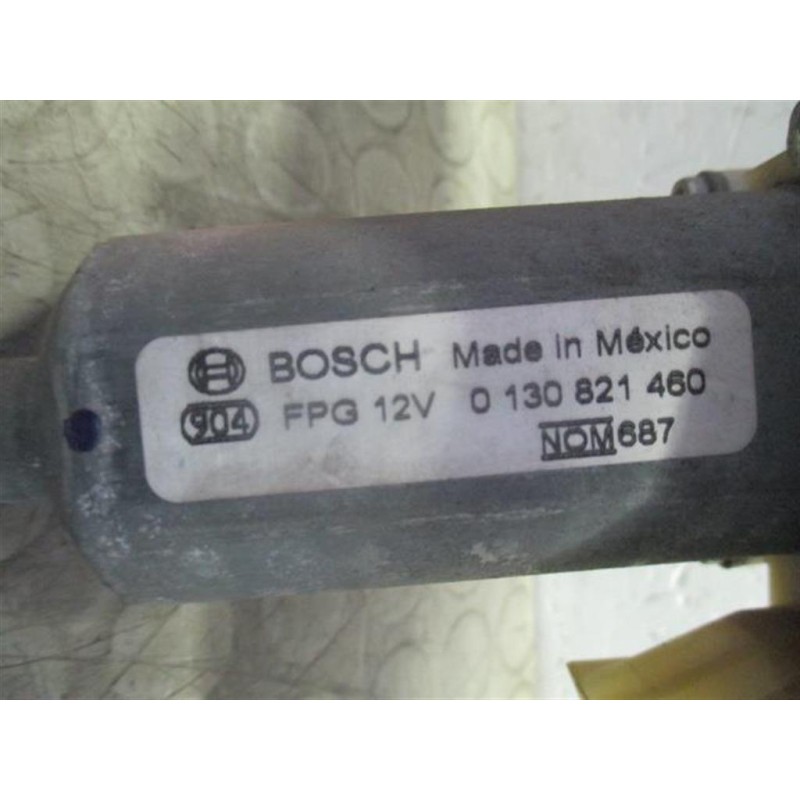 BOSCH Made in México
904 FPG 12V 0 130 821 460
NOM687